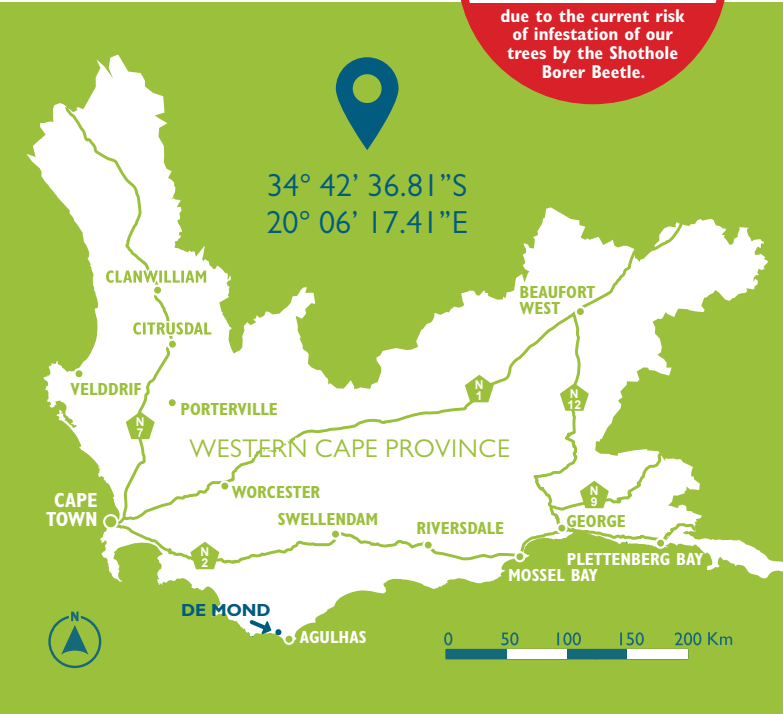 due to the current risk
of infestation of our
trees by the Shothole
Borer Beetle.
34° 42’ 36.81”S
20° 06’ 17.41”E
CLANWILLIAM
BEAUFORT
WEST
CITRUSDAL
VELDDRIF
N
1
N
12
PORTERVILLE
N
7
WESTERN CAPE PROVINCE
WORCESTER
N
9
CAPE
TOWN
SWELLENDAM
RIVERSDALE
GEORGE
N
2
PLETTENBERG BAY
MOSSEL BAY
DE MOND
AGULHAS
N
0 50 100 150 200 Km